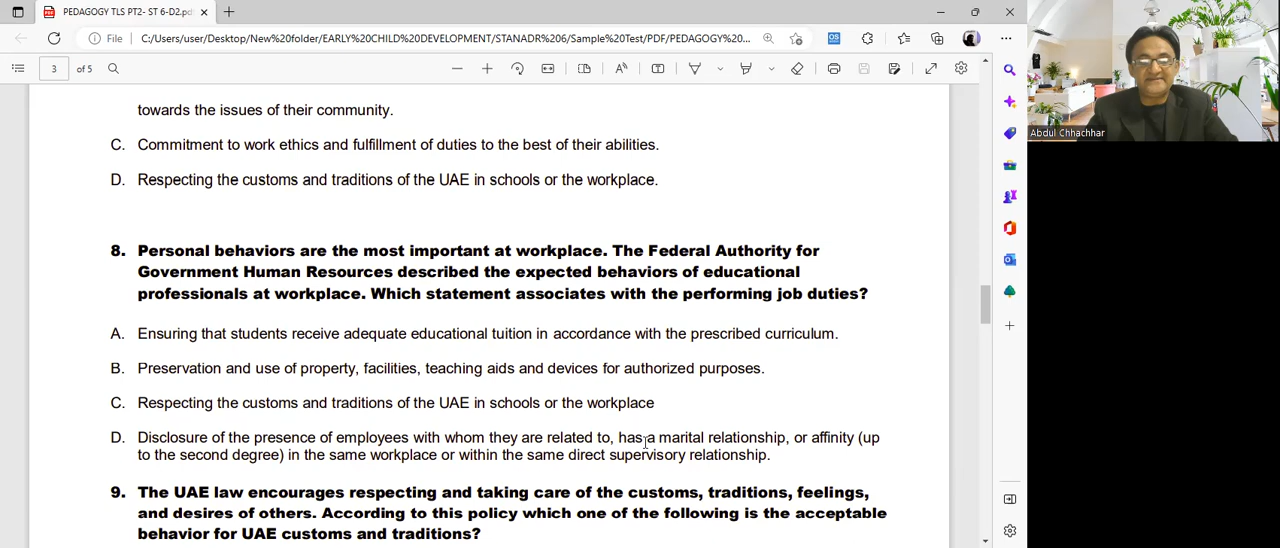 PEDAGOGY TLS PT2- ST 6-D2.pdf
File
C:/Users/user/Desktop/New%20folder/EARLY%20CHILD%20DEVELOPMENT/STANADR%206/Sample%20Test/PDF/PEDAGOGY%...
3 of 5
Abdul Chhachhar
towards the issues of their community.
C. Commitment to work ethics and fulfillment of duties to the best of their abilities.
D. Respecting the customs and traditions of the UAE in schools or the workplace.
8. Personal behaviors are the most important at workplace. The Federal Authority for
Government Human Resources described the expected behaviors of educational
professionals at workplace. Which statement associates with the performing job duties?
A. Ensuring that students receive adequate educational tuition in accordance with the prescribed curriculum.
B. Preservation and use of property, facilities, teaching aids and devices for authorized purposes.
C. Respecting the customs and traditions of the UAE in schools or the workplace
D. Disclosure of the presence of employees with whom they are related to, has a marital relationship, or affinity (up
to the second degree) in the same workplace or within the same direct supervisory relationship.
9. The UAE law encourages respecting and taking care of the customs, traditions, feelings,
and desires of others. According to this policy which one of the following is the acceptable
behavior for UAE customs and traditions?